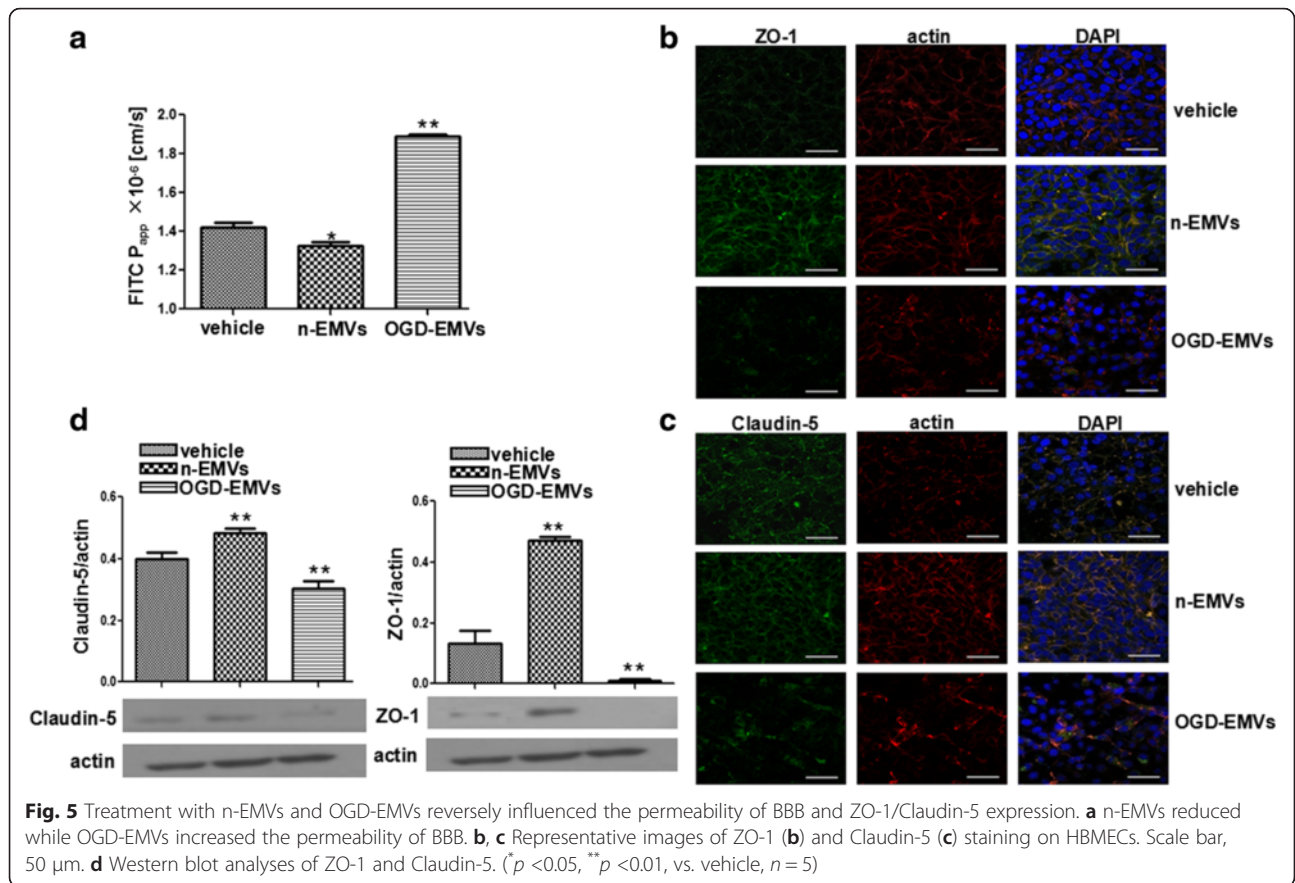 a
FITC Papp ×10-6 [cm/s]
2.0
1.8
1.6
1.4
1.2
1.0
*
**
vehicle n-EMVs OGD-EMVs
b
ZO-1 actin DAPI
vehicle
n-EMVs
OGD-EMVs
c
Claudin-5 actin DAPI
vehicle
n-EMVs
OGD-EMVs
d
vehicle
n-EMVs
OGD-EMVs
Claudin-5/actin
0.6
0.4
0.2
0.0
**
**
Claudin-5
actin
vehicle
n-EMVs
OGD-EMVs
ZO-1/actin
0.6
0.4
0.2
0.0
**
**
ZO-1
actin
Fig. 5 Treatment with n-EMVs and OGD-EMVs reversely influenced the permeability of BBB and ZO-1/Claudin-5 expression. a n-EMVs reduced
while OGD-EMVs increased the permeability of BBB. b, c Representative images of ZO-1 (b) and Claudin-5 (c) staining on HBMECs. Scale bar,
50 μm. d Western blot analyses of ZO-1 and Claudin-5. (*p <0.05, **p <0.01, vs. vehicle, n = 5)